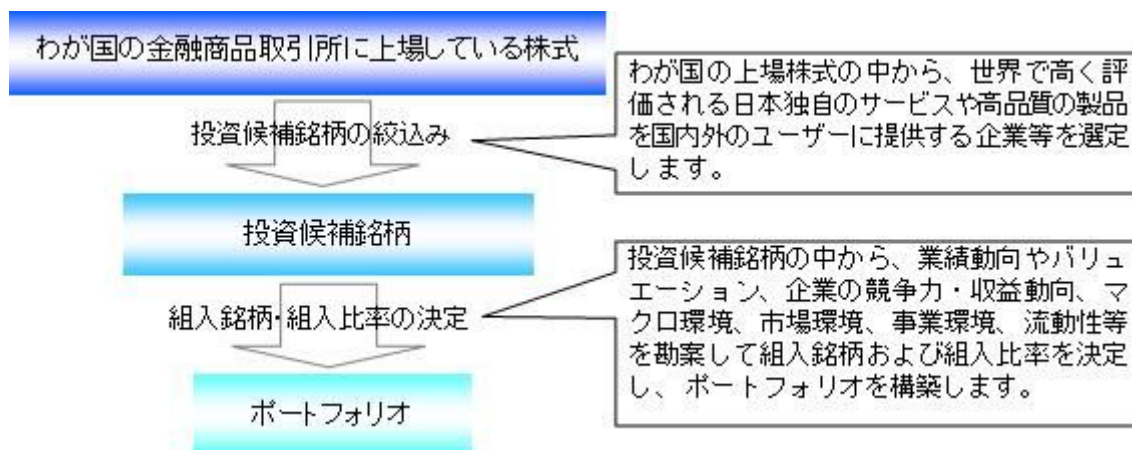 わが国の金融商品取引所に上場している株式
わが国の上場株式の中から、世界で高く評
価される日本独自のサービスや高品質の製品
を国内外のユーザーに提供する企業等を選定
します。
投資候補銘柄の絞込み
投資候補銘柄
投資候補銘柄の中から、業績動向やバリュ
エーション、企業の競争力・収益動向、マ
クロ環境、市場環境、事業環境、流動性等
を勘案して組入銘柄および組入比率を決定
し、ポートフォリオを構築します。
組入銘柄・組入比率の決定
ポートフォリオ